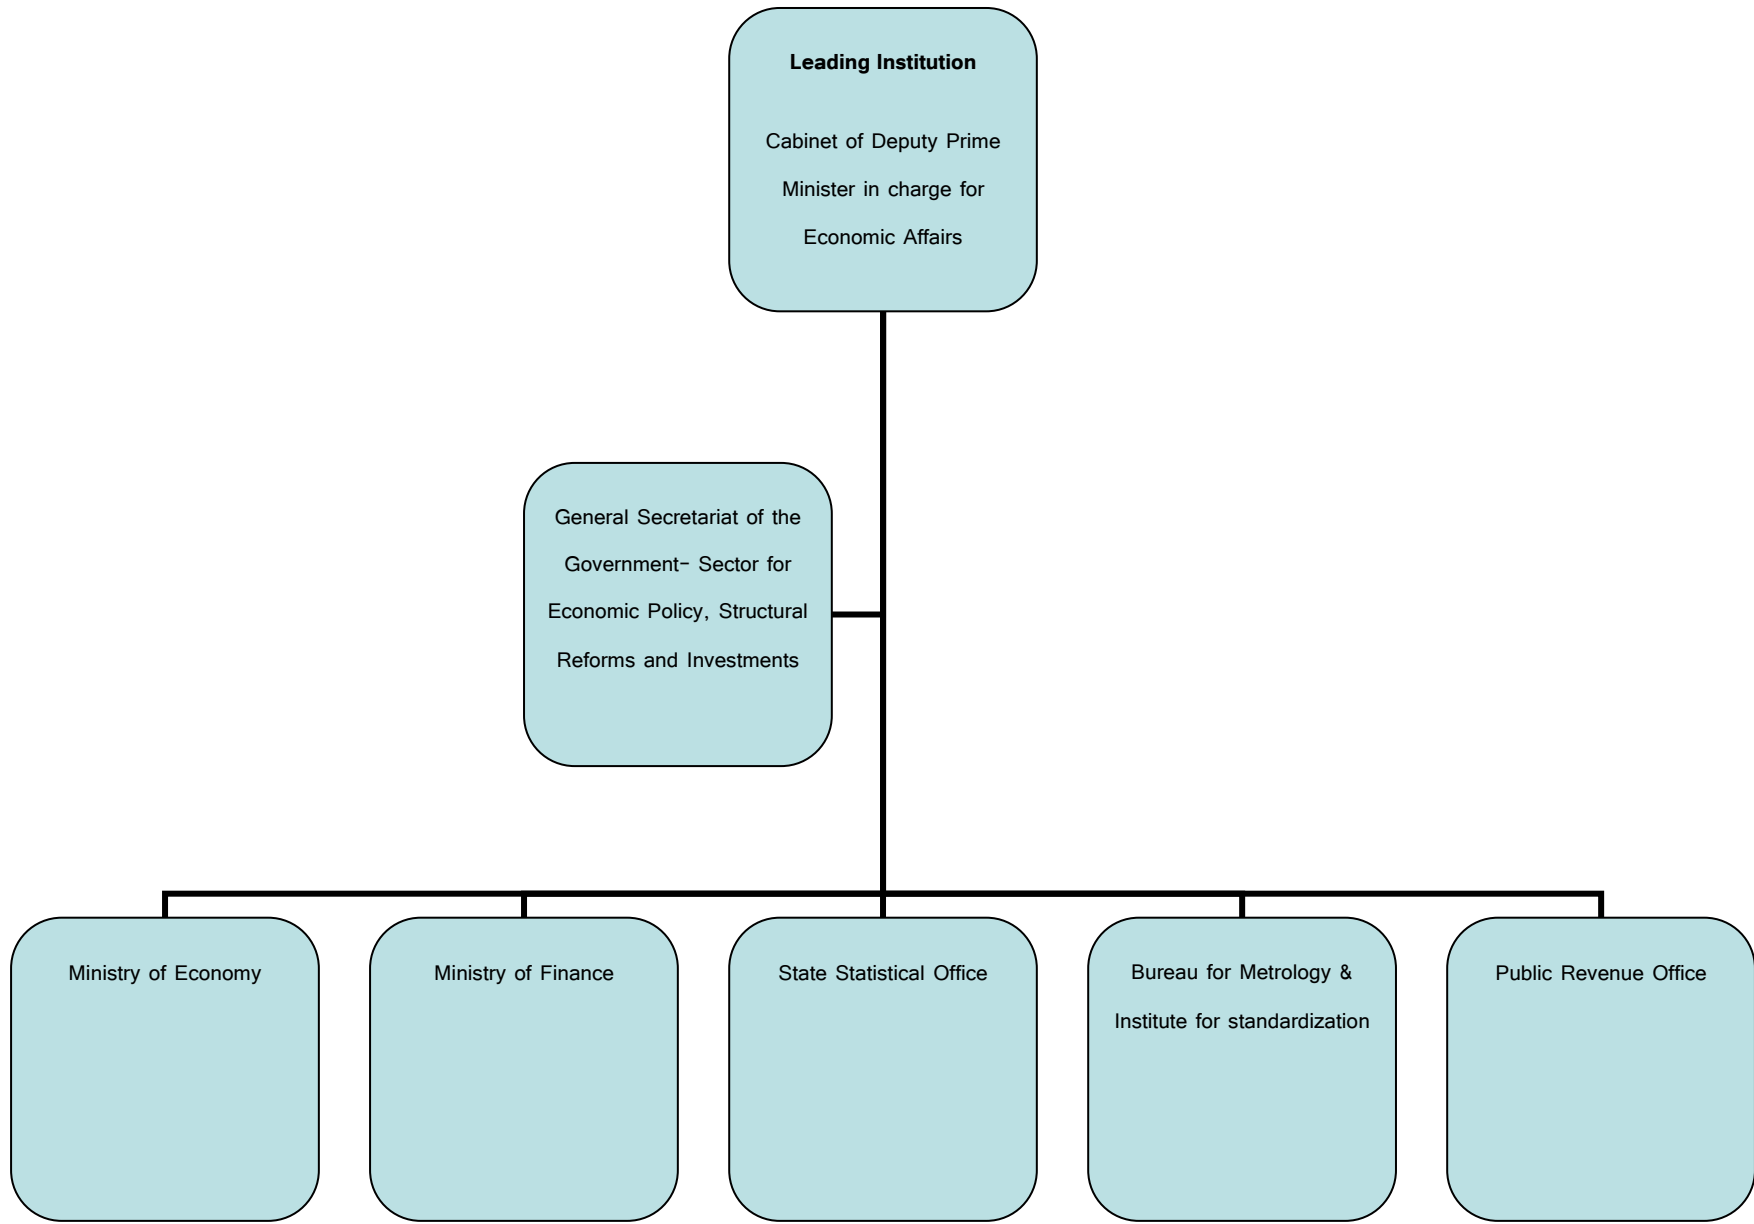 Leading Institution
Cabinet of Deputy Prime
Minister in charge for
Economic Affairs
General Secretariat of the
Government- Sector for
Economic Policy, Structural
Reforms and Investments
Ministry of Economy
Ministry of Finance
State Statistical Office
Bureau for Metrology &
Institute for standardization
Public Revenue Office